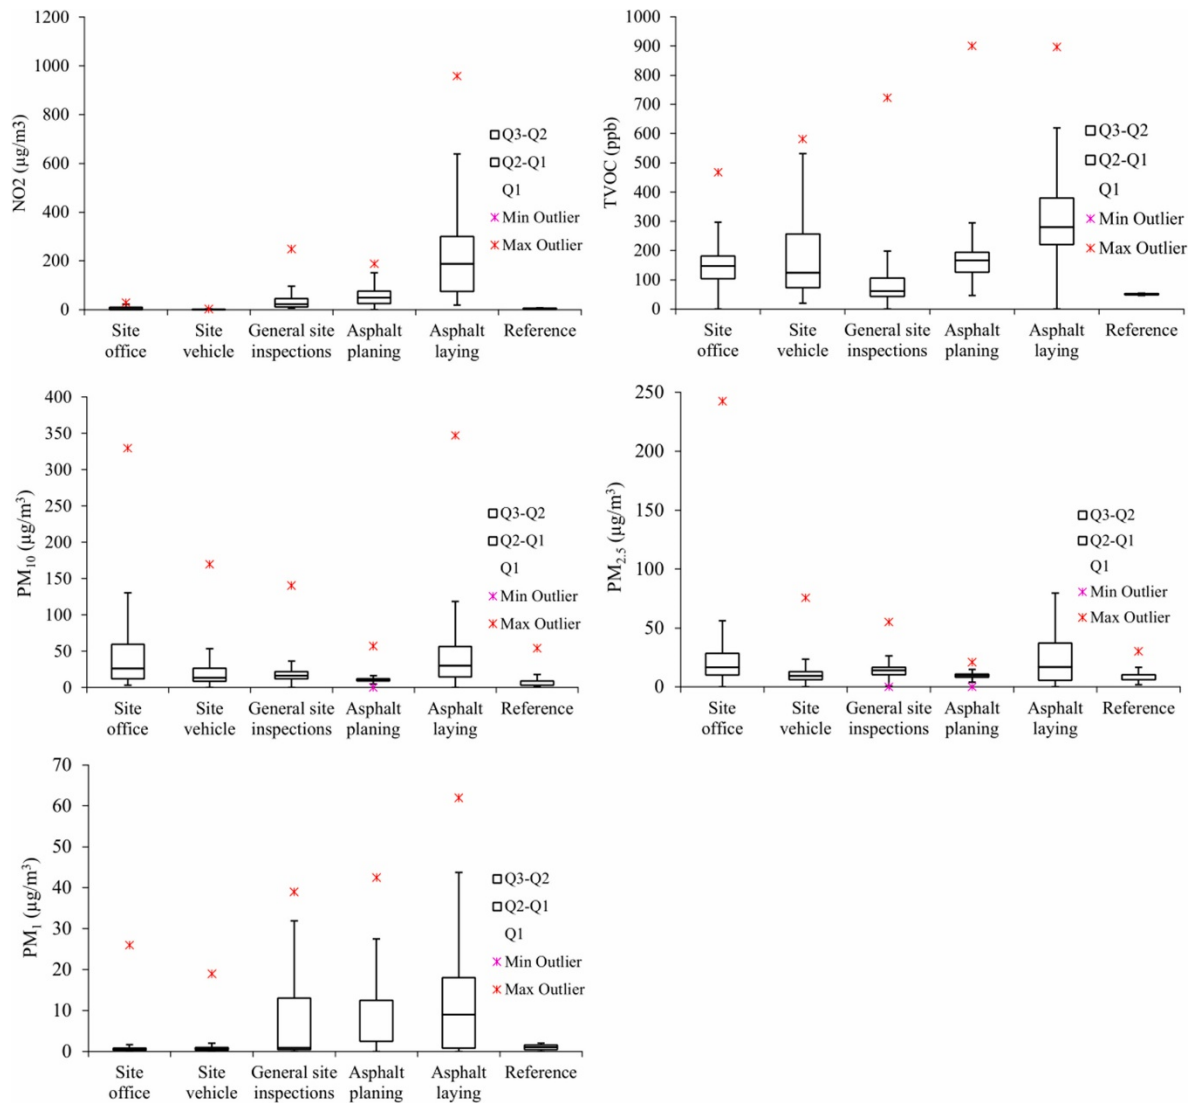 1200
1000
800
600
400
200
0
NO2 (µg/m3)
Q3-Q2
Q2-Q1
Q1
Min Outlier
Max Outlier
Site office
Site vehicle
General site inspections
Asphalt planing
Asphalt laying
Reference
1000
900
800
700
600
500
400
300
200
100
0
TVOC (ppb)
Q3-Q2
Q2-Q1
Q1
Min Outlier
Max Outlier
Site office
Site vehicle
General site inspections
Asphalt planing
Asphalt laying
Reference
400
350
300
250
200
150
100
50
0
PM10 (µg/m³)
Q3-Q2
Q2-Q1
Q1
Min Outlier
Max Outlier
Site office
Site vehicle
General site inspections
Asphalt planing
Asphalt laying
Reference
250
200
150
100
50
0
PM2.5 (µg/m³)
Q3-Q2
Q2-Q1
Q1
Min Outlier
Max Outlier
Site office
Site vehicle
General site inspections
Asphalt planing
Asphalt laying
Reference
70
60
50
40
30
20
10
0
PM1 (µg/m³)
Q3-Q2
Q2-Q1
Q1
Min Outlier
Max Outlier
Site office
Site vehicle
General site inspections
Asphalt planing
Asphalt laying
Reference